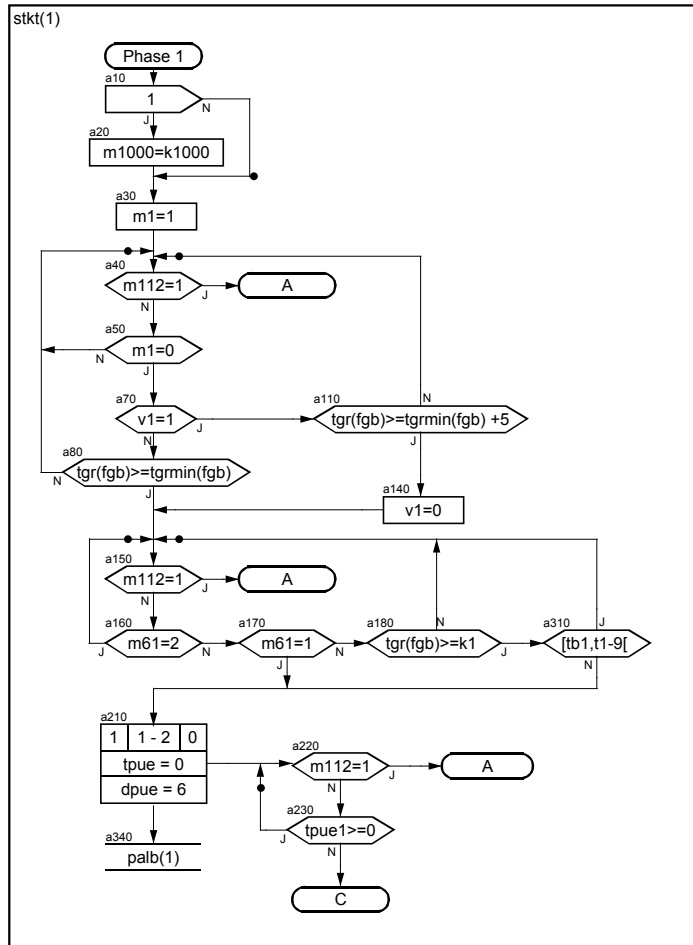 stkt(1)
Phase 1
a10
1
N
J
a20
m1000=k1000
a30
m1=1
a40
m112=1
J
A
N
a50
m1=0
N
J
a70
v1=1
J
N
a110
N
tgr(fgb)>=tgrmin(fgb) +5
J
a80
tgr(fgb)>=tgrmin(fgb)
N
J
a140
v1=0
a150
m112=1
J
A
N
a160
m61=2
J
N
a170
m61=1
N
J
a180
N
tgr(fgb)>=k1
J
a310
J
[tb1,t1-9[
N
a210
1 1 - 2 0
tpue = 0
dpue = 6
a220
m112=1
J
A
N
a230
tpue1>=0
J
N
a340
palb(1)
C